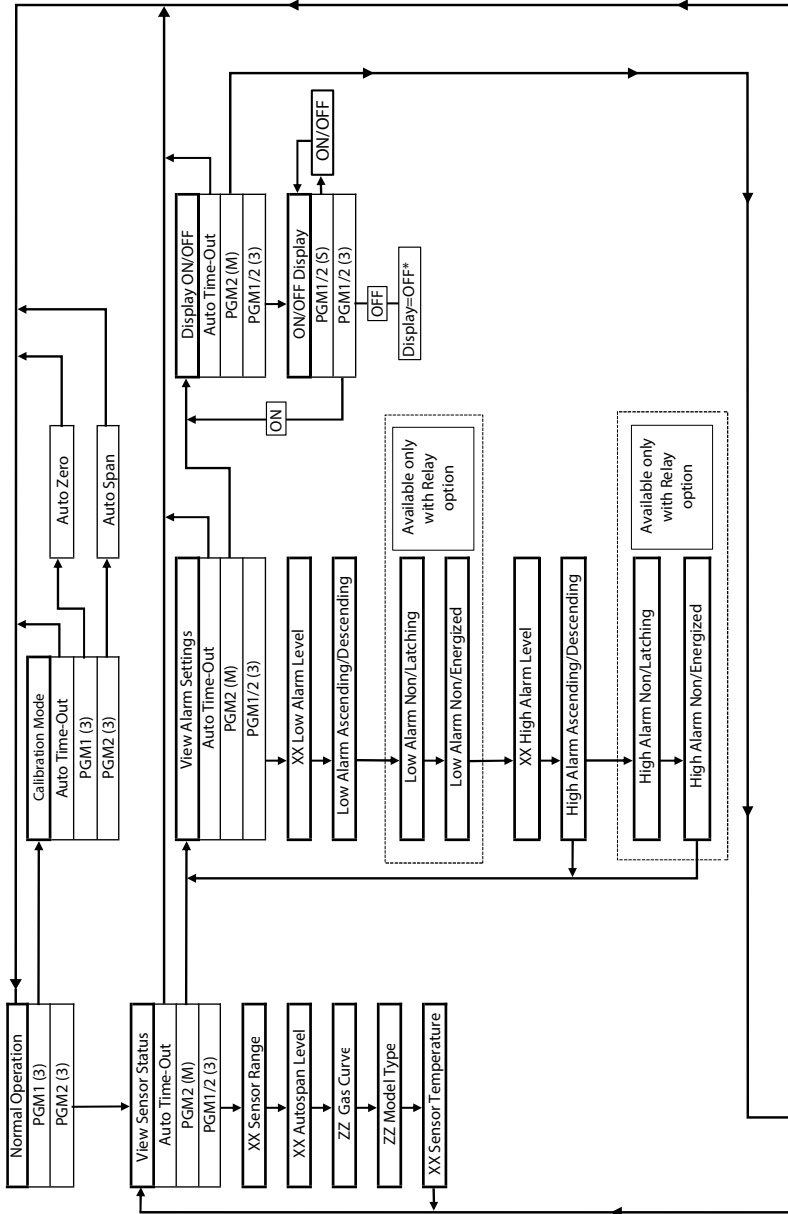 Normal Operation
PGM1 (3)
PGM2 (3)
Calibration Mode
Auto Time-Out
PGM1 (3)
PGM2 (3)
Auto Zero
Auto Span
View Sensor Status
Auto Time-Out
PGM2 (M)
PGM1/2 (3)
XX Sensor Range
XX Autospan Level
ZZ Gas Curve
ZZ Model Type
XX Sensor Temperature
View Alarm Settings
Auto Time-Out
PGM2 (M)
PGM1/2 (3)
XX Low Alarm Level
Low Alarm Ascending/Descending
Low Alarm Non/Latching
Low Alarm Non/Energized
Available only
with Relay
option
XX High Alarm Level
High Alarm Ascending/Descending
High Alarm Non/Latching
High Alarm Non/Energized
Available only
with Relay
option
Display ON/OFF
Auto Time-Out
PGM2 (M)
PGM1/2 (3)
ON/OFF Display
PGM1/2 (S)
PGM1/2 (3)
ON/OFF
ON
OFF
Display=OFF*